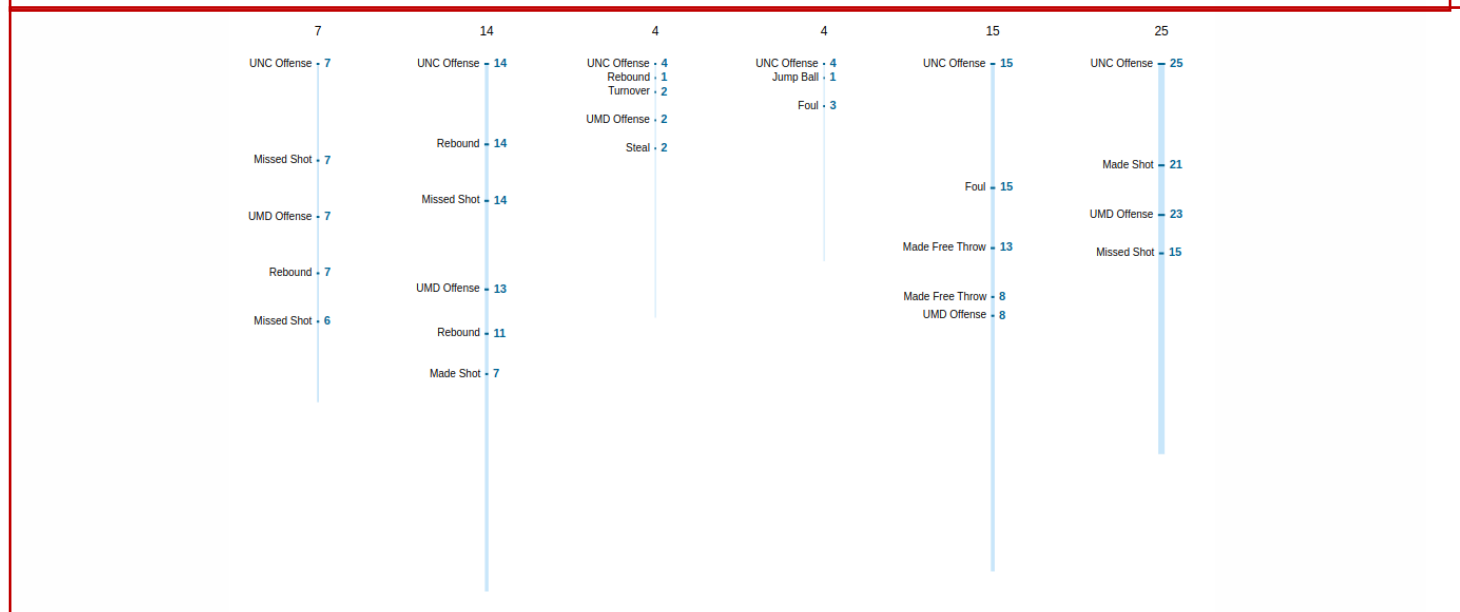 7
14
4
4
15
25
UNC Offense 7
Missed Shot 7
UMD Offense 7
Rebound 7
Missed Shot 6
UNC Offense 14
Rebound 14
Missed Shot 14
UMD Offense 13
Rebound 11
Made Shot 7
UNC Offense 4
Rebound 1
Turnover 2
UMD Offense 2
Steal 2
UNC Offense 4
Jump Ball 1
Foul 3
UNC Offense 15
Foul 15
Made Free Throw 13
Made Free Throw 8
UMD Offense 8
UNC Offense 25
Made Shot 21
UMD Offense 23
Missed Shot 15